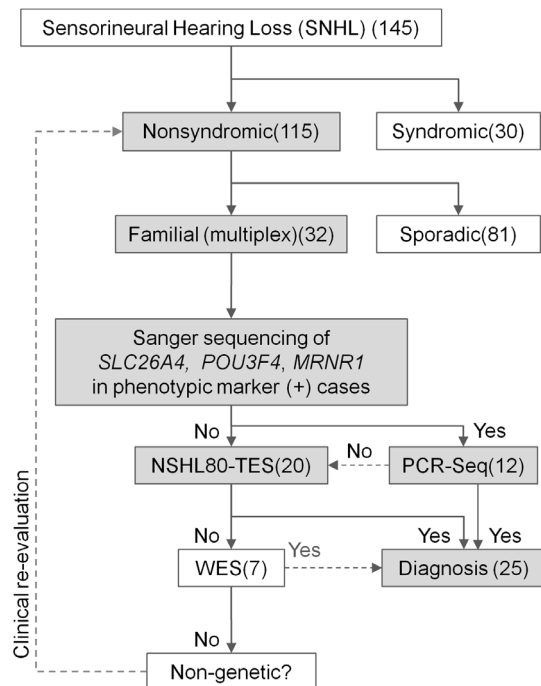 Sensorineural Hearing Loss (SNHL) (145)
Nonsyndromic(115)
Syndromic(30)
Familial (multiplex)(32)
Sporadic(81)
Sanger sequencing of
SLC26A4, POU3F4, MRNR1
in phenotypic marker (+) cases
No
Yes
NSHL80-TES(20)
No
PCR-Seq(12)
No
Yes
Yes
WES(7)
Yes
Diagnosis (25)
No
Non-genetic?
Clinical re-evaluation